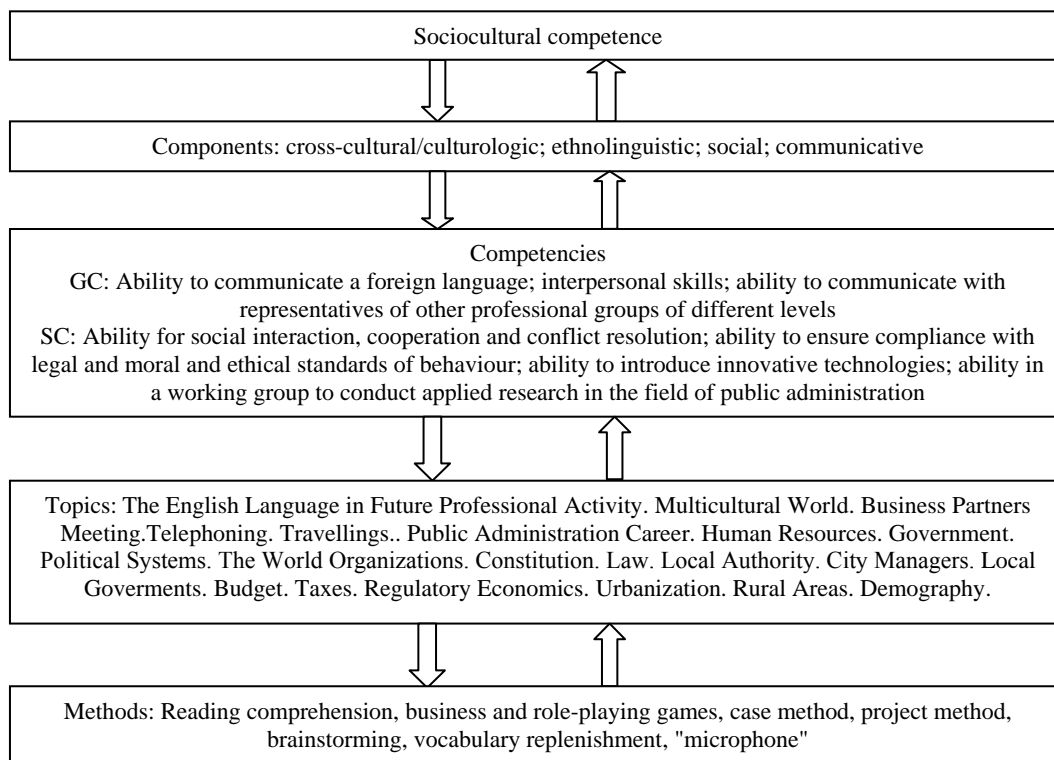 Sociocultural competence
Components: cross-cultural/culturologic; ethnolinguistic; social; communicative
Competencies
GC: Ability to communicate a foreign language; interpersonal skills; ability to communicate with
representatives of other professional groups of different levels
SC: Ability for social interaction, cooperation and conflict resolution; ability to ensure compliance with
legal and moral and ethical standards of behaviour; ability to introduce innovative technologies; ability in
a working group to conduct applied research in the field of public administration
Topics: The English Language in Future Professional Activity. Multicultural World. Business Partners
Meeting.Telephoning. Travellings.. Public Administration Career. Human Resources. Government.
Political Systems. The World Organizations. Constitution. Law. Local Authority. City Managers. Local
Goverments. Budget. Taxes. Regulatory Economics. Urbanization. Rural Areas. Demography.
Methods: Reading comprehension, business and role-playing games, case method, project method,
brainstorming, vocabulary replenishment, "microphone"